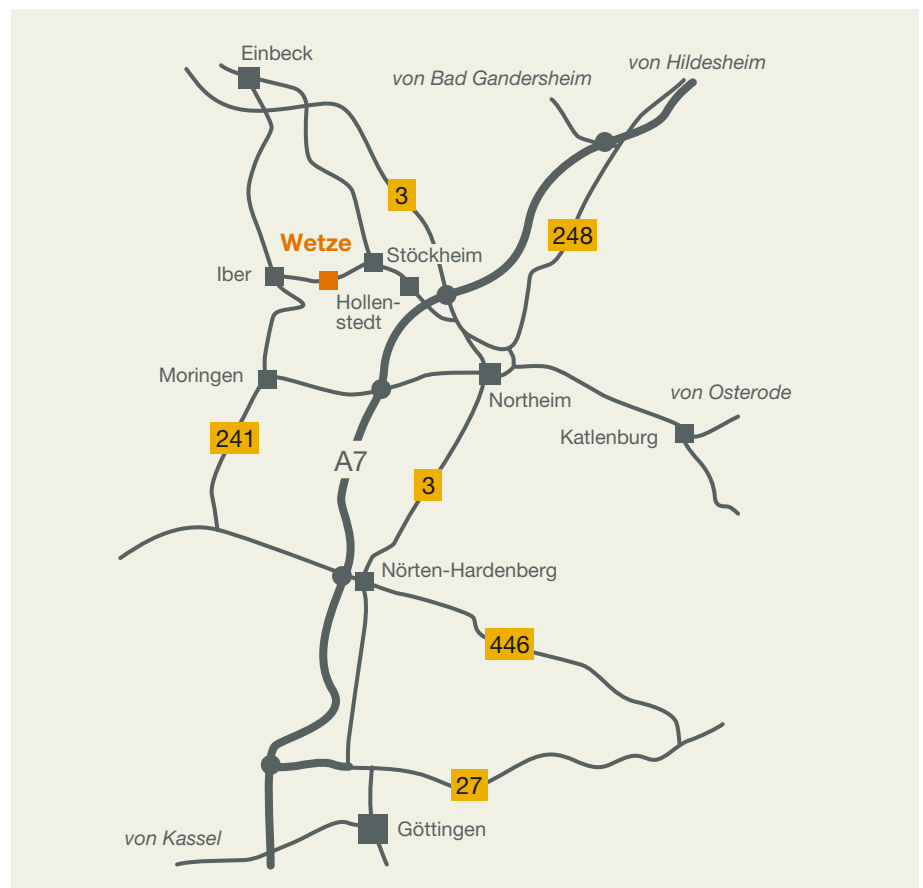 Einbeck
von Hildesheim
von Bad Gandersheim
3
248
Wetze
Stöckheim
Iber
Hollen-
stedt
Moringen
Northeim
von Osterode
Katlenburg
241
A7
3
Nörten-Hardenberg
446
27
Göttingen
von Kassel